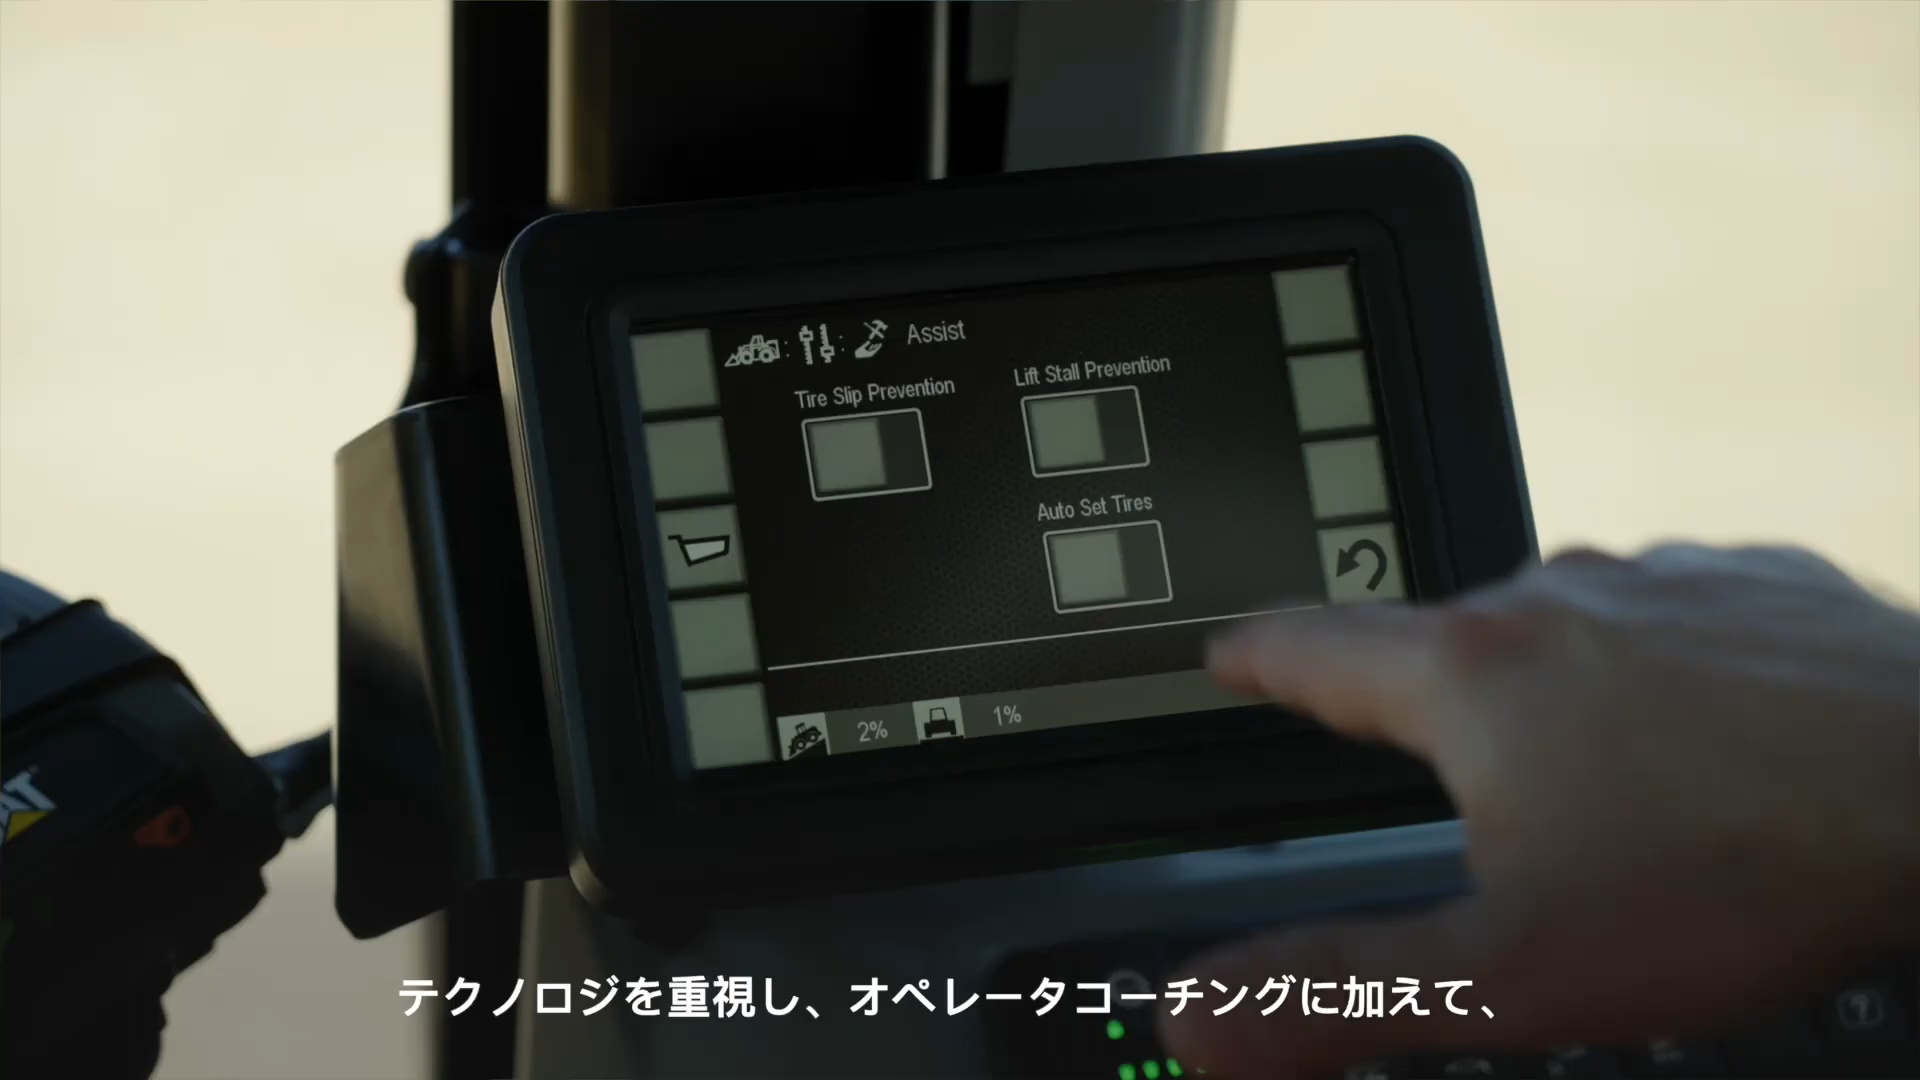 Assist
Tire Slip Prevention
Lift Stall Prevention
Auto Set Tires
2%
1%
テクノロジを重視し、オペレータコーチングに加えて、